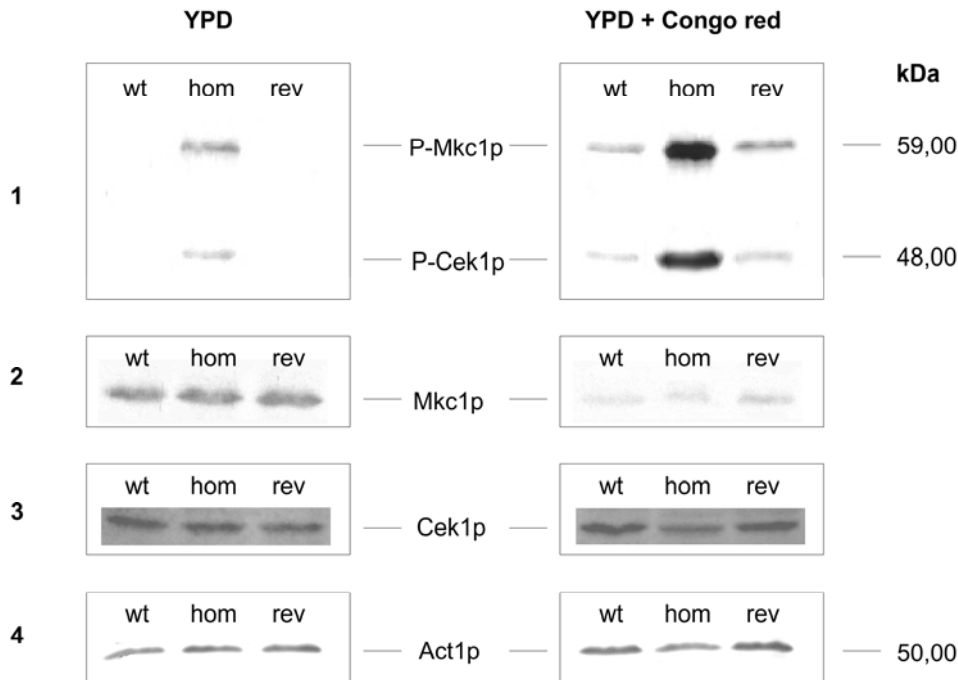 YPD YPD + Congo red
kDa
wt hom rev wt hom rev
P-Mkc1p 59,00
1
P-Cek1p 48,00
wt hom rev wt hom rev
2
Mkc1p
wt hom rev wt hom rev
3
Cek1p
wt hom rev wt hom rev
4
Act1p 50,00